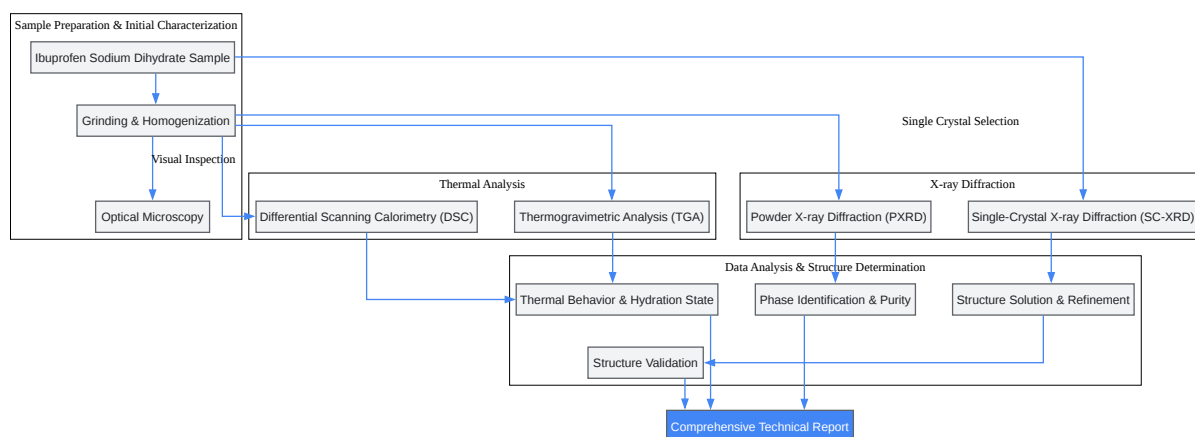 Sample Preparation & Initial Characterization
Ibuprofen Sodium Dihydrate Sample
Grinding & Homogenization
Single Crystal Selection
Visual Inspection
Thermal Analysis
X-ray Diffraction
Optical Microscopy
Differential Scanning Calorimetry (DSC)
Thermogravimetric Analysis (TGA)
Powder X-ray Diffraction (PXRD)
Single-Crystal X-ray Diffraction (SC-XRD)
Data Analysis & Structure Determination
Thermal Behavior & Hydration State
Phase Identification & Purity
Structure Solution & Refinement
Structure Validation
Comprehensive Technical Report